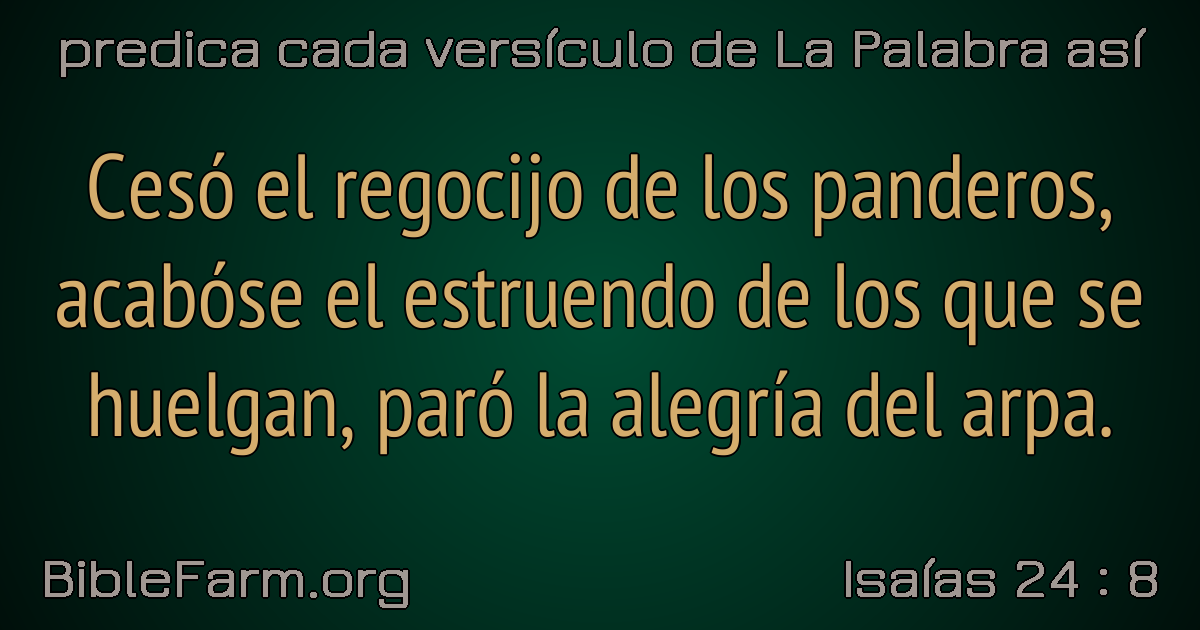 predica cada versículo de La Palabra así
Cesó el regocijo de los panderos,
acabóse el estruendo de los que se
huelgan, paró la alegría del arpa.
BibleFarm.org
Isaías 24 : 8